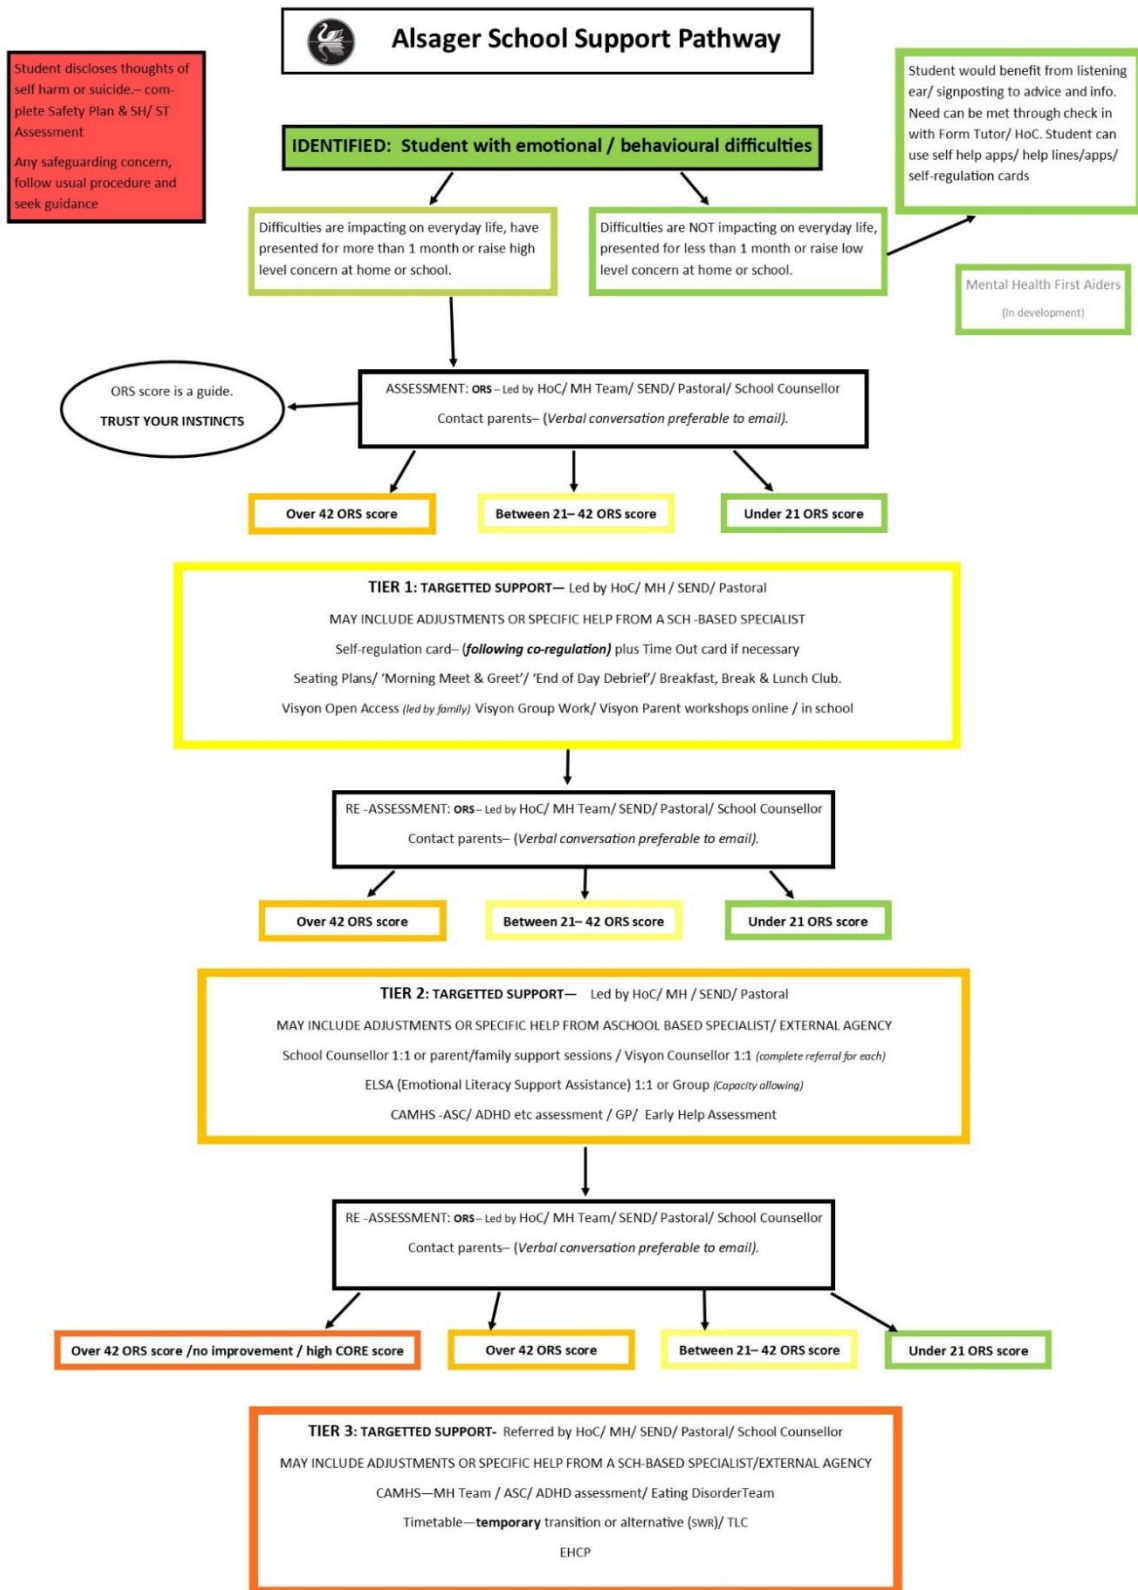 Alsager School Support Pathway
Student discloses thoughts of
self harm or suicide.– com-
plete Safety Plan & SH/ ST
Assessment
Any safeguarding concern,
follow usual procedure and
seek guidance
Student would benefit from listening
ear/ signposting to advice and info.
Need can be met through check in
with Form Tutor/ HoC. Student can
use self help apps/ help lines/apps/
self-regulation cards
IDENTIFIED: Student with emotional / behavioural difficulties
Difficulties are impacting on everyday life, have
presented for more than 1 month or raise high
level concern at home or school.
Difficulties are NOT impacting on everyday life,
presented for less than 1 month or raise low
level concern at home or school.
Mental Health First Aiders
(In development)
ORS score is a guide.
TRUST YOUR INSTINCTS
ASSESSMENT: ORS – Led by HoC/ MH Team/ SEND/ Pastoral/ School Counsellor
Contact parents– (Verbal conversation preferable to email).
Over 42 ORS score
Between 21– 42 ORS score
Under 21 ORS score
TIER 1: TARGETTED SUPPORT— Led by HoC/ MH / SEND/ Pastoral
MAY INCLUDE ADJUSTMENTS OR SPECIFIC HELP FROM A SCH -BASED SPECIALIST
Self-regulation card– (following co-regulation) plus Time Out card if necessary
Seating Plans/ ‘Morning Meet & Greet’/ ‘End of Day Debrief’/ Breakfast, Break & Lunch Club.
Visyon Open Access (led by family) Visyon Group Work/ Visyon Parent workshops online / in school
RE -ASSESSMENT: ORS – Led by HoC/ MH Team/ SEND/ Pastoral/ School Counsellor
Contact parents– (Verbal conversation preferable to email).
Over 42 ORS score
Between 21– 42 ORS score
Under 21 ORS score
TIER 2: TARGETTED SUPPORT— Led by HoC/ MH / SEND/ Pastoral
MAY INCLUDE ADJUSTMENTS OR SPECIFIC HELP FROM ASCHOOL BASED SPECIALIST/ EXTERNAL AGENCY
School Counsellor 1:1 or parent/family support sessions / Visyon Counsellor 1:1 (complete referral for each)
ELSA (Emotional Literacy Support Assistance) 1:1 or Group (Capacity allowing)
CAMHS -ASC/ ADHD etc assessment / GP/ Early Help Assessment
RE -ASSESSMENT: ORS – Led by HoC/ MH Team/ SEND/ Pastoral/ School Counsellor
Contact parents– (Verbal conversation preferable to email).
Over 42 ORS score /no improvement / high CORE score
Over 42 ORS score
Between 21– 42 ORS score
Under 21 ORS score
TIER 3: TARGETTED SUPPORT- Referred by HoC/ MH/ SEND/ Pastoral/ School Counsellor
MAY INCLUDE ADJUSTMENTS OR SPECIFIC HELP FROM A SCH-BASED SPECIALIST/EXTERNAL AGENCY
CAMHS—MH Team / ASC/ ADHD assessment/ Eating DisorderTeam
Timetable—temporary transition or alternative (SWR)/ TLC
EHCP